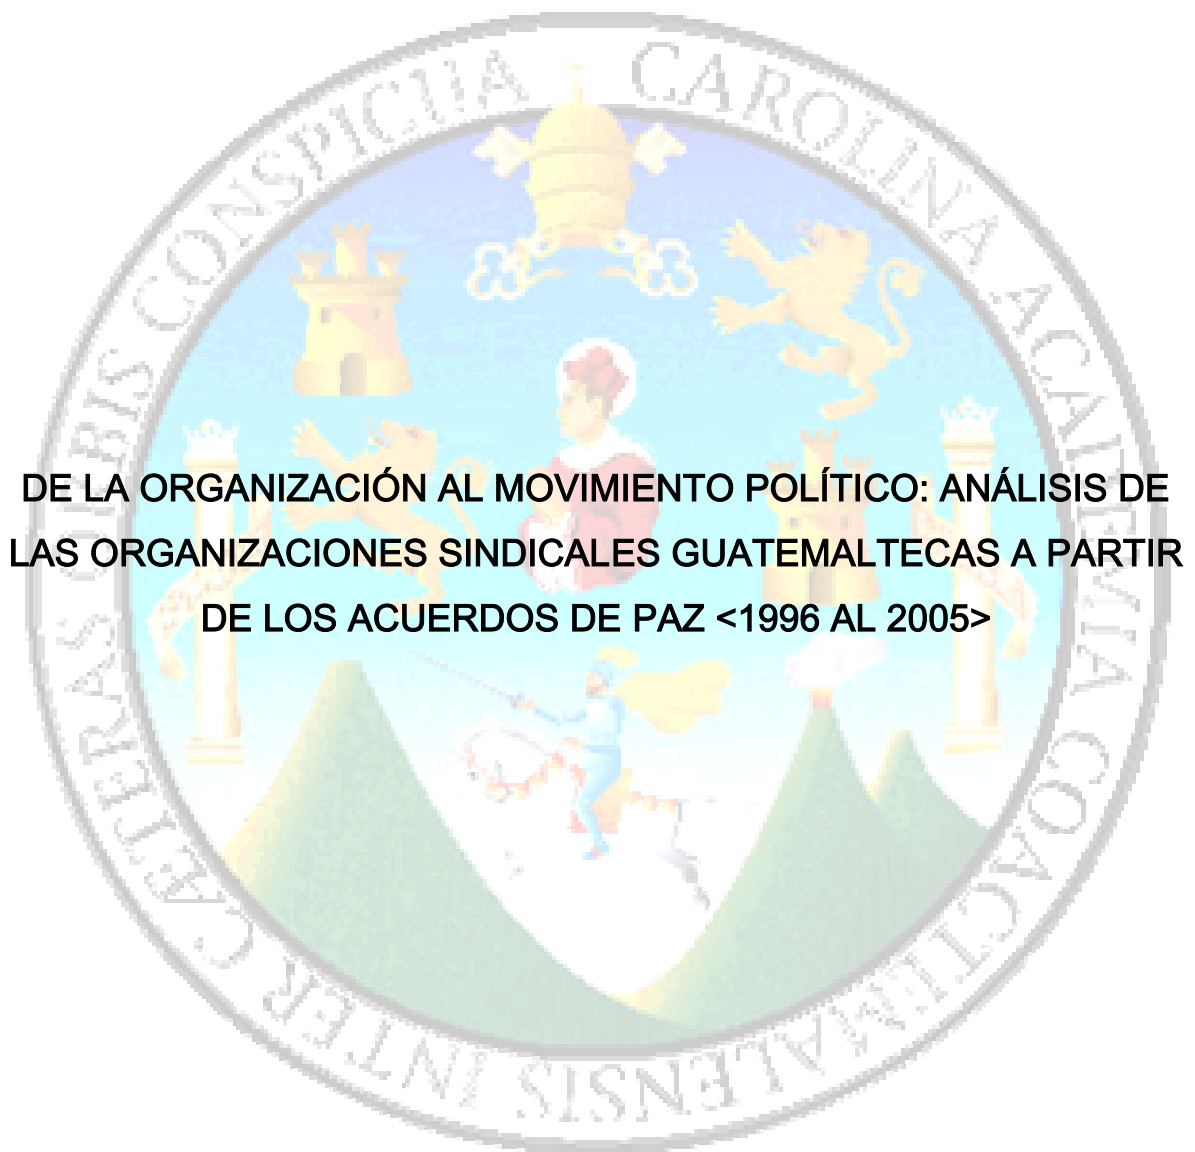 DE LA ORGANIZACIÓN AL MOVIMIENTO POLÍTICO: ANÁLISIS DE
LAS ORGANIZACIONES SINDICALES GUATEMALTECAS A PARTIR
DE LOS ACUERDOS DE PAZ <1996 AL 2005>
CAROLINA ACADEMIA COACTEMALENSIS INTER CÆTERAS ORBIS CONSPICUA